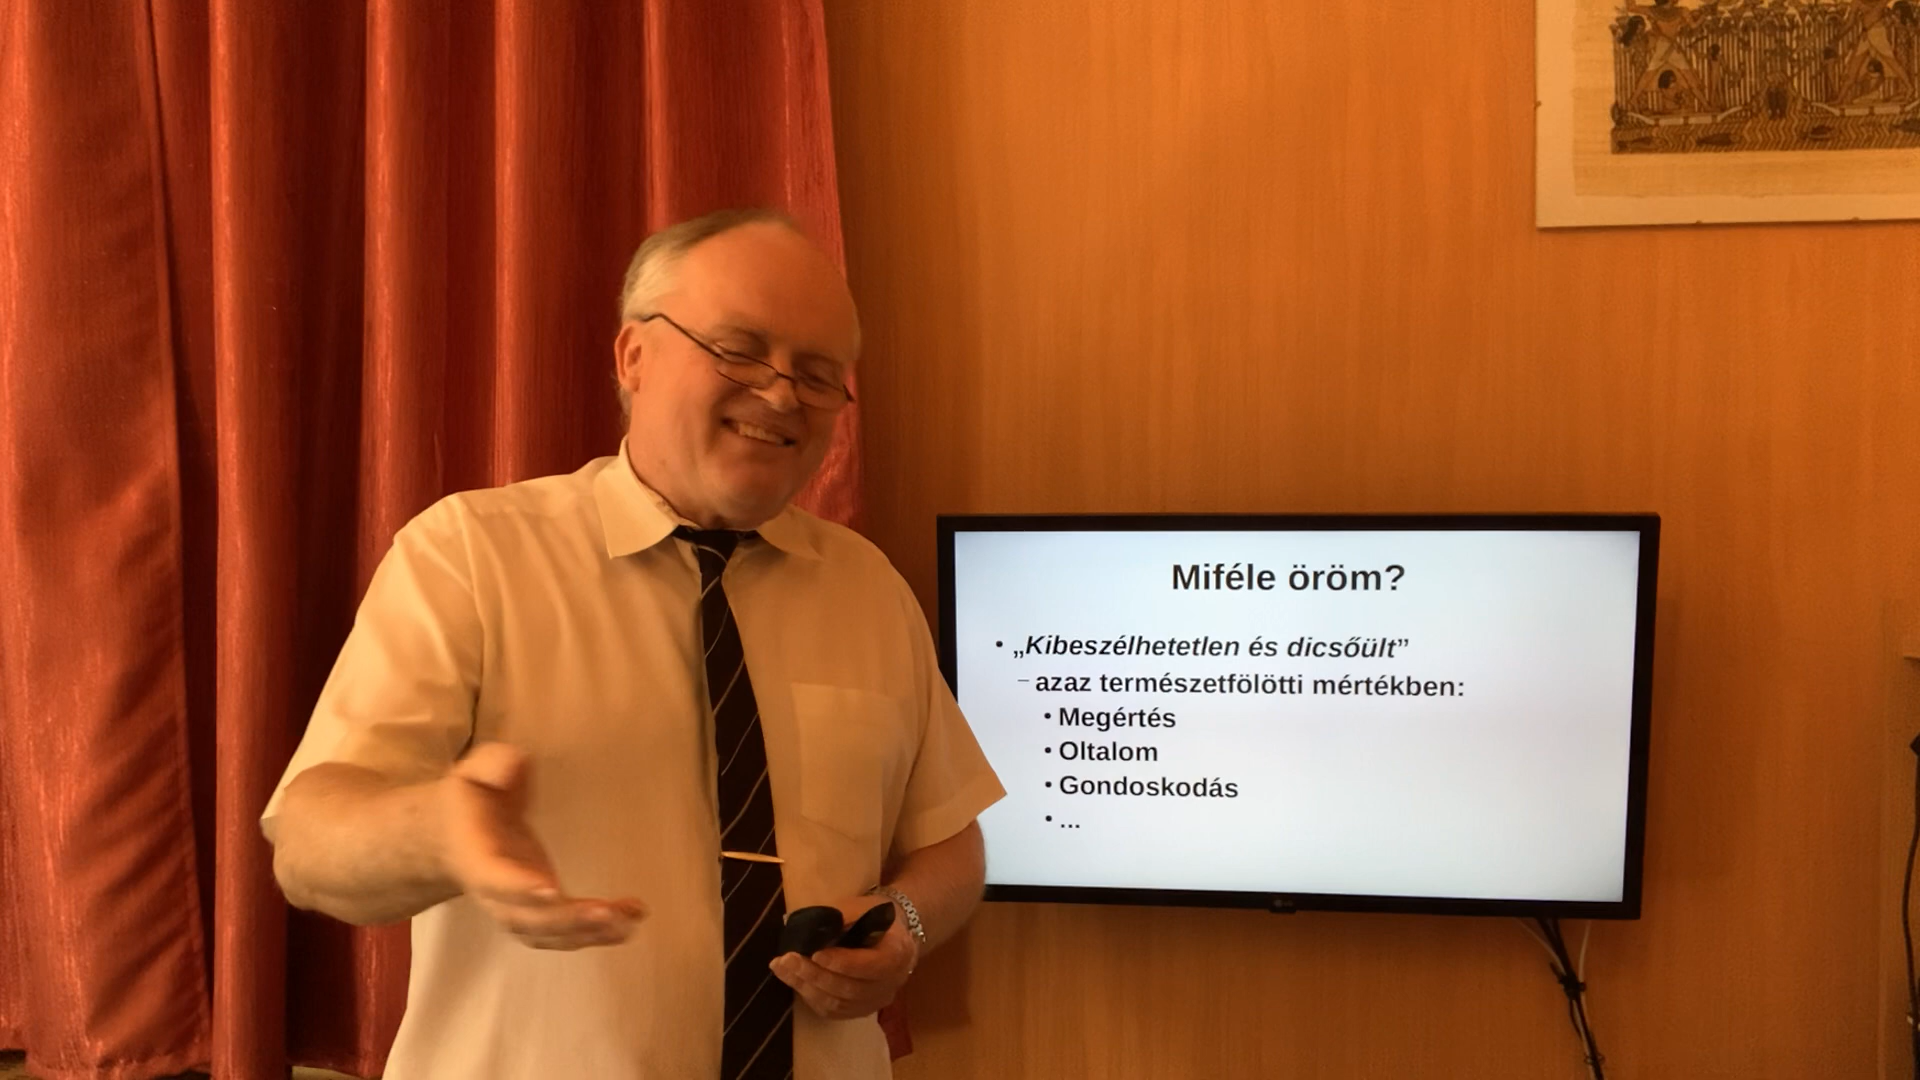 Miféle öröm?
• „Kibeszélhetetlen és dicsőült”
– azaz természetfölötti mértékben:
• Megértés
• Oltalom
• Gondoskodás
• ...